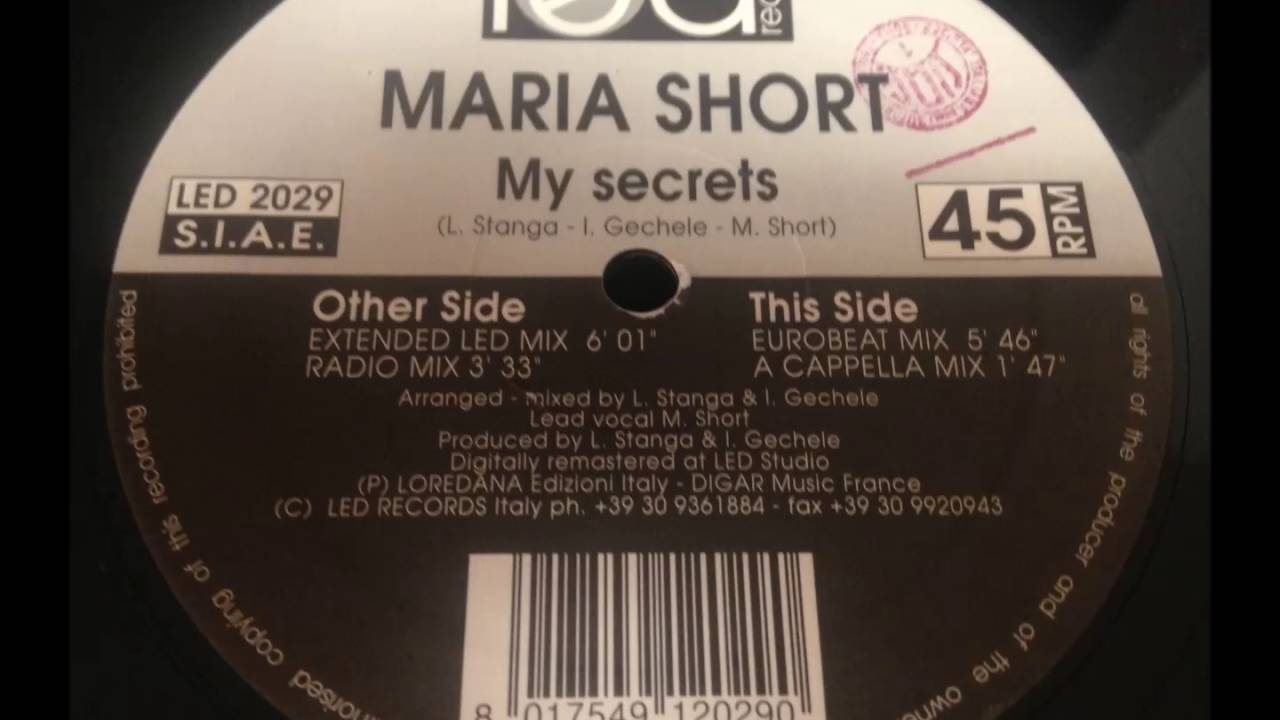 led
rec
MARIA SHORT
My secrets
(L. Stanga - I. Gechele - M. Short)
LED 2029
S.I.A.E.
45 RPM
Other Side
EXTENDED LED MIX 6' 01"
RADIO MIX 3' 33"
This Side
EUROBEAT MIX 5' 46"
A CAPPELLA MIX 1' 47"
Arranged - mixed by L. Stanga & I. Gechele
Lead vocal M. Short
Produced by L. Stanga & I. Gechele
Digitally remastered at LED Studio
(P) LOREDANA Edizioni Italy - DIGAR Music France
(C) LED RECORDS Italy ph. +39 30 9361884 - fax +39 30 9920943
8 017549 120290
all rights of the producer and of the owne
horised copying of this recording prohibited